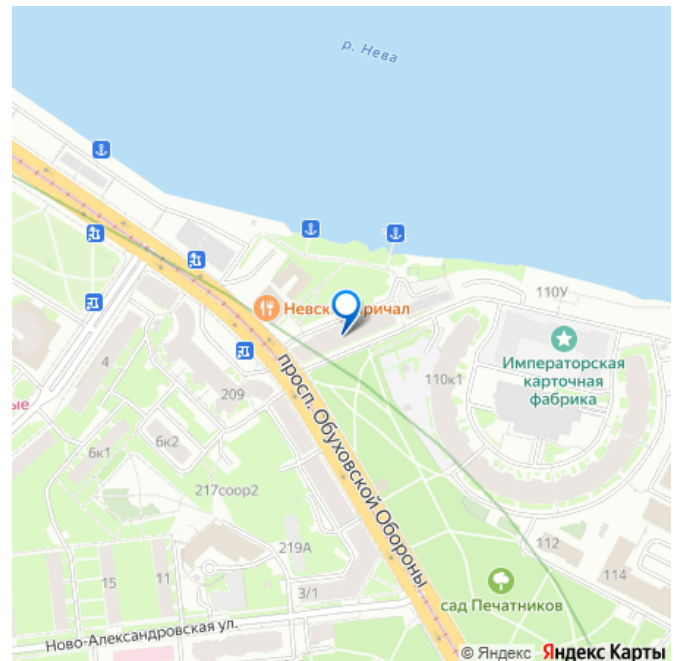 р. Нева
110У
Невск
ричал
Императорская
карточная
фабрика
просп. Обуховской Обороны
4
209
110к1
ые
6к1
6к2
217соор2
219А
112
15
11
3/1
114
сад Печатников
Ново-Александровская ул.
© Яндекс Яндекс Карты